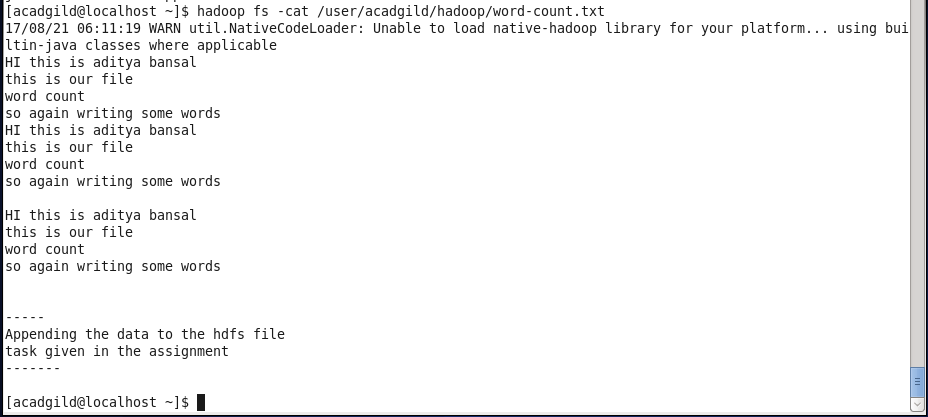 [acadgild@localhost ~]$ hadoop fs -cat /user/acadgild/hadoop/word-count.txt
17/08/21 06:11:19 WARN util.NativeCodeLoader: Unable to load native-hadoop library for your platform... using bui
ltin-java classes where applicable
HI this is aditya bansal
this is our file
word count
so again writing some words
HI this is aditya bansal
this is our file
word count
so again writing some words

HI this is aditya bansal
this is our file
word count
so again writing some words


-----
Appending the data to the hdfs file
task given in the assignment
-------

[acadgild@localhost ~]$